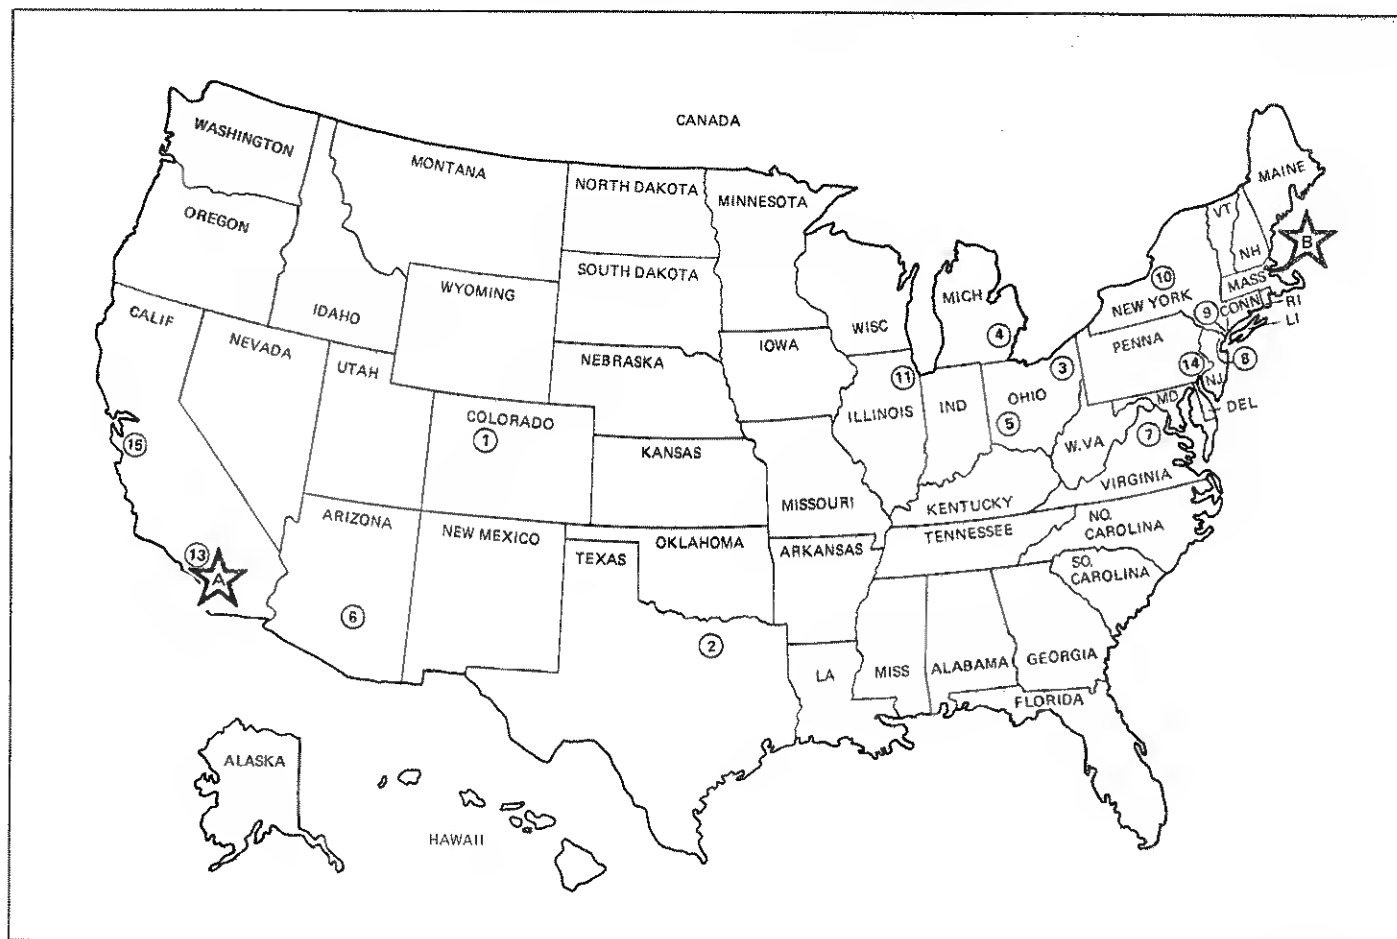 CANADA
WASHINGTON
MONTANA
NORTH DAKOTA
MINNESOTA
MAINE
OREGON
VT
NH
B
SOUTH DAKOTA
WYOMING
IDAHO
MICH
10
NEW YORK
MASS
CALIF
NEVADA
WISC
4
9
CONN
RI
LI
UTAH
NEBRASKA
IOWA
PENNA
8
3
14
11
NJ
COLORADO
1
ILLINOIS
IND
OHIO
5
MD
DEL
15
KANSAS
W.VA
7
MISSOURI
KENTUCKY
VIRGINIA
ARIZONA
NEW MEXICO
TEXAS
OKLAHOMA
ARKANSAS
TENNESSEE
NO.
CAROLINA
13
A
SO.
CAROLINA
6
2
LA
MISS
ALABAMA
GEORGIA
FLORIDA
ALASKA
HAWAII